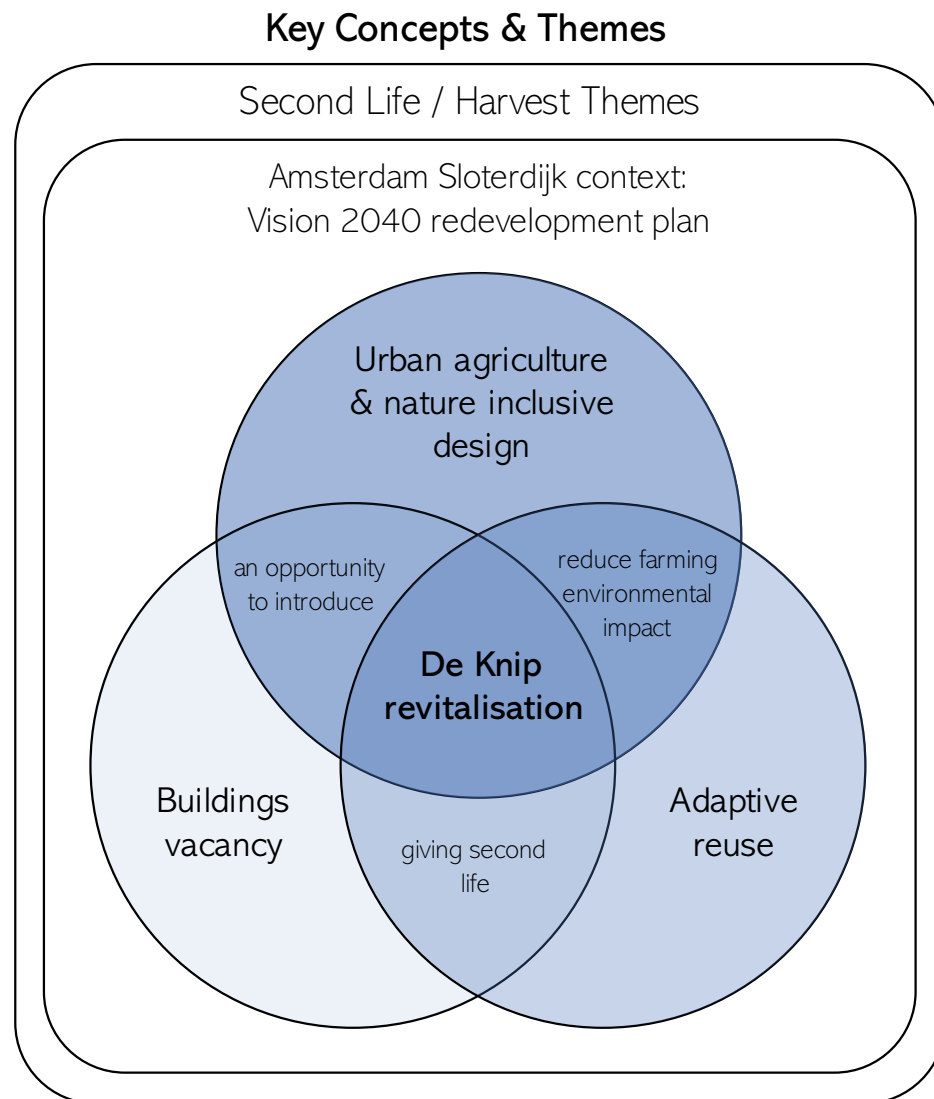 Key Concepts & Themes
Second Life / Harvest Themes
Amsterdam Sloterdijk context:
Vision 2040 redevelopment plan
Urban agriculture
& nature inclusive
design
an opportunity
to introduce
reduce farming
environmental
impact
De Knip
revitalisation
Buildings
vacancy
Adaptive
reuse
giving second
life